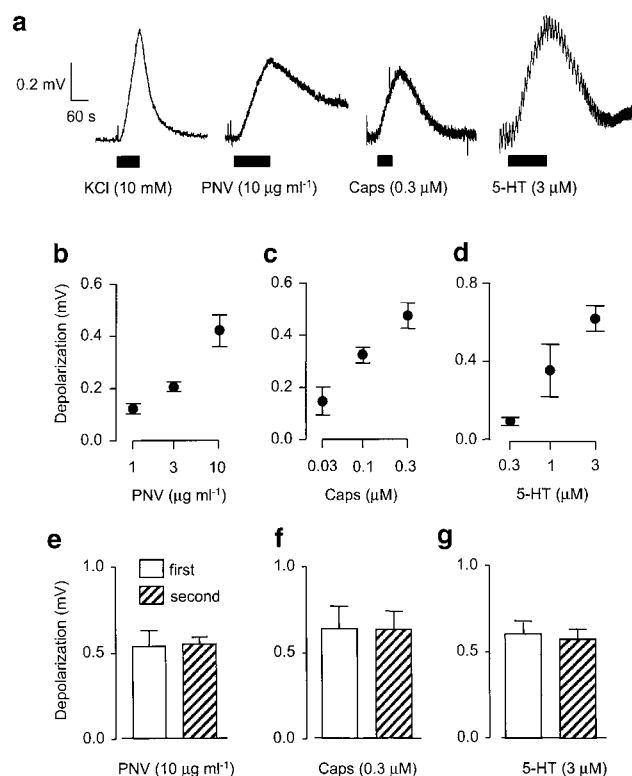 a
0.2 mV
60 s
KCl (10 mM)
PNV (10 μg ml-1)
Caps (0.3 μM)
5-HT (3 μM)
b
c
d
Depolarization (mV)
0.6
0.4
0.2
0.0
1
3
10
PNV (μg ml-1)
0.6
0.4
0.2
0.0
0.03
0.1
0.3
Caps (μM)
0.8
0.4
0.0
0.3
1
3
5-HT (μM)
e
f
g
Depolarization (mV)
1.0
0.5
0.0
first
second
PNV (10 μg ml-1)
1.0
0.5
0.0
Caps (0.3 μM)
1.0
0.5
0.0
5-HT (3 μM)